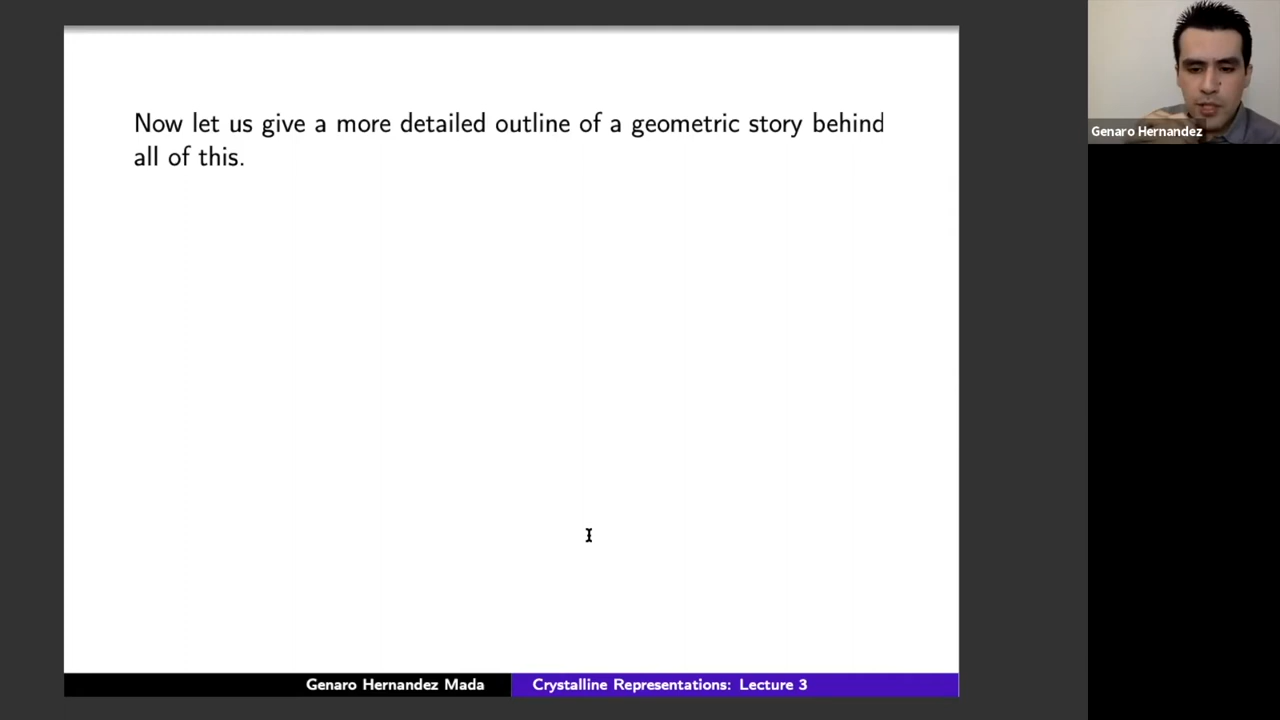 Now let us give a more detailed outline of a geometric story behind
all of this.
Genaro Hernandez
Genaro Hernandez Mada
Crystalline Representations: Lecture 3